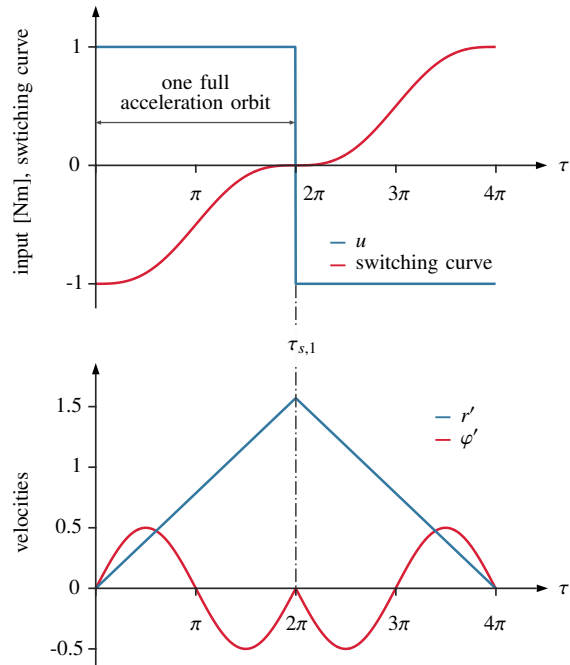 input [Nm], swtiching curve
1
one full
acceleration orbit
0
π
2π
3π
4π
τ
u
switching curve
-1
τs,1
velocities
1.5
r′
φ′
1
0.5
0
π
2π
3π
4π
τ
-0.5